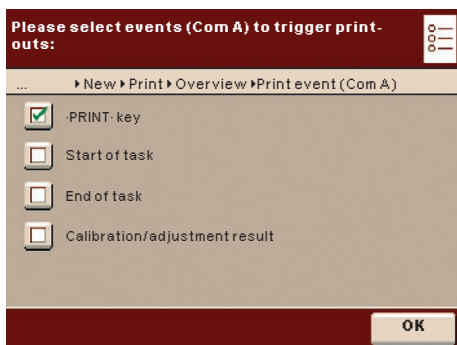 Please select events (Com A) to trigger print-
outs:
... ▸New▸Print▸Overview▸Print event (Com A)
·PRINT· key
Start of task
End of task
Calibration/adjustment result
OK